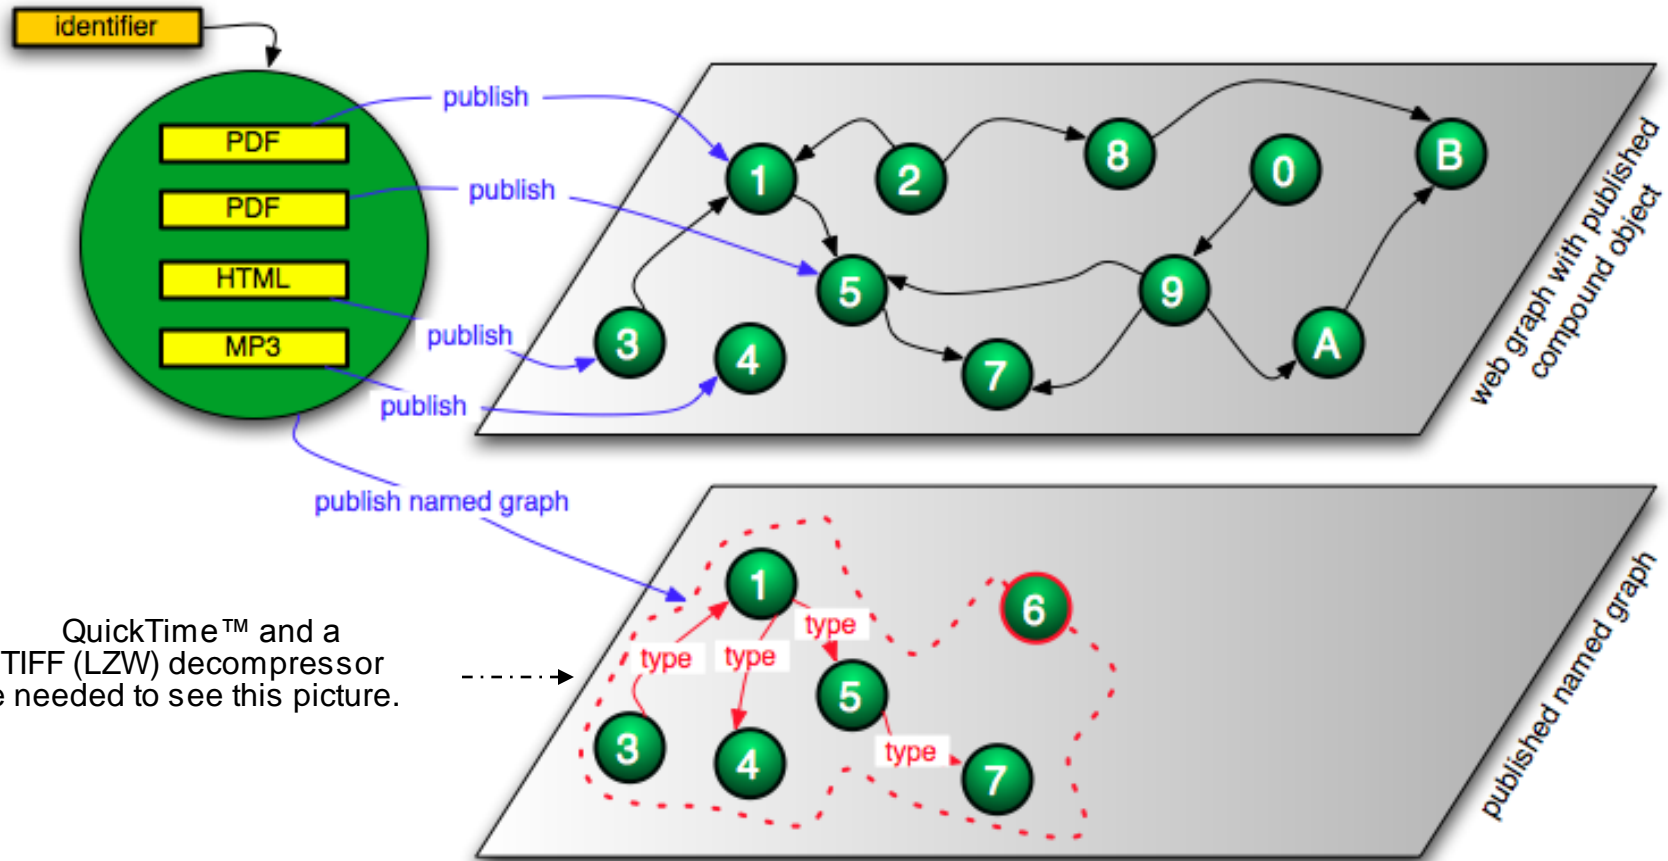 identifier
PDF
PDF
HTML
MP3
publish
publish
publish
publish
publish named graph
1
2
8
0
B
5
9
3
4
7
A
web graph with published
compound object
QuickTime™ and a
TIFF (LZW) decompressor
e needed to see this picture.
1
6
type
type
type
5
3
4
type
7
published named graph